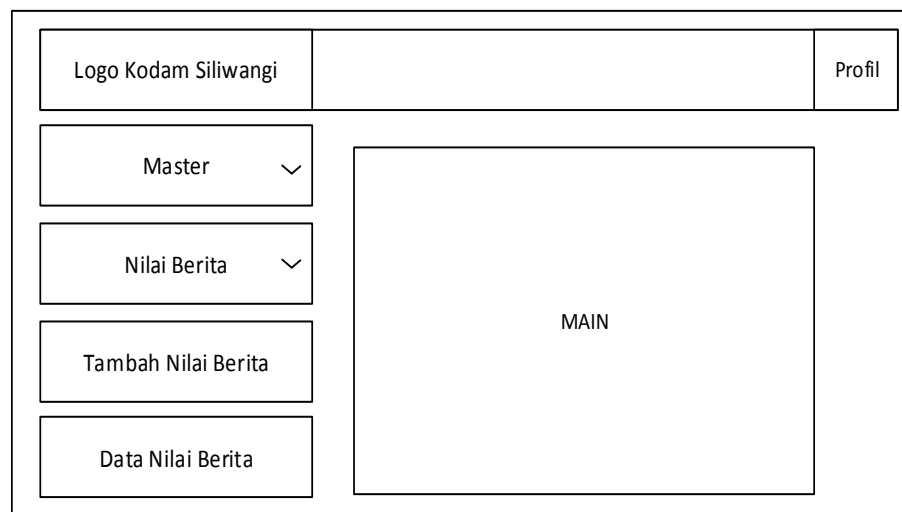 Logo Kodam Siliwangi
Profil
Master
Nilai Berita
MAIN
Tambah Nilai Berita
Data Nilai Berita